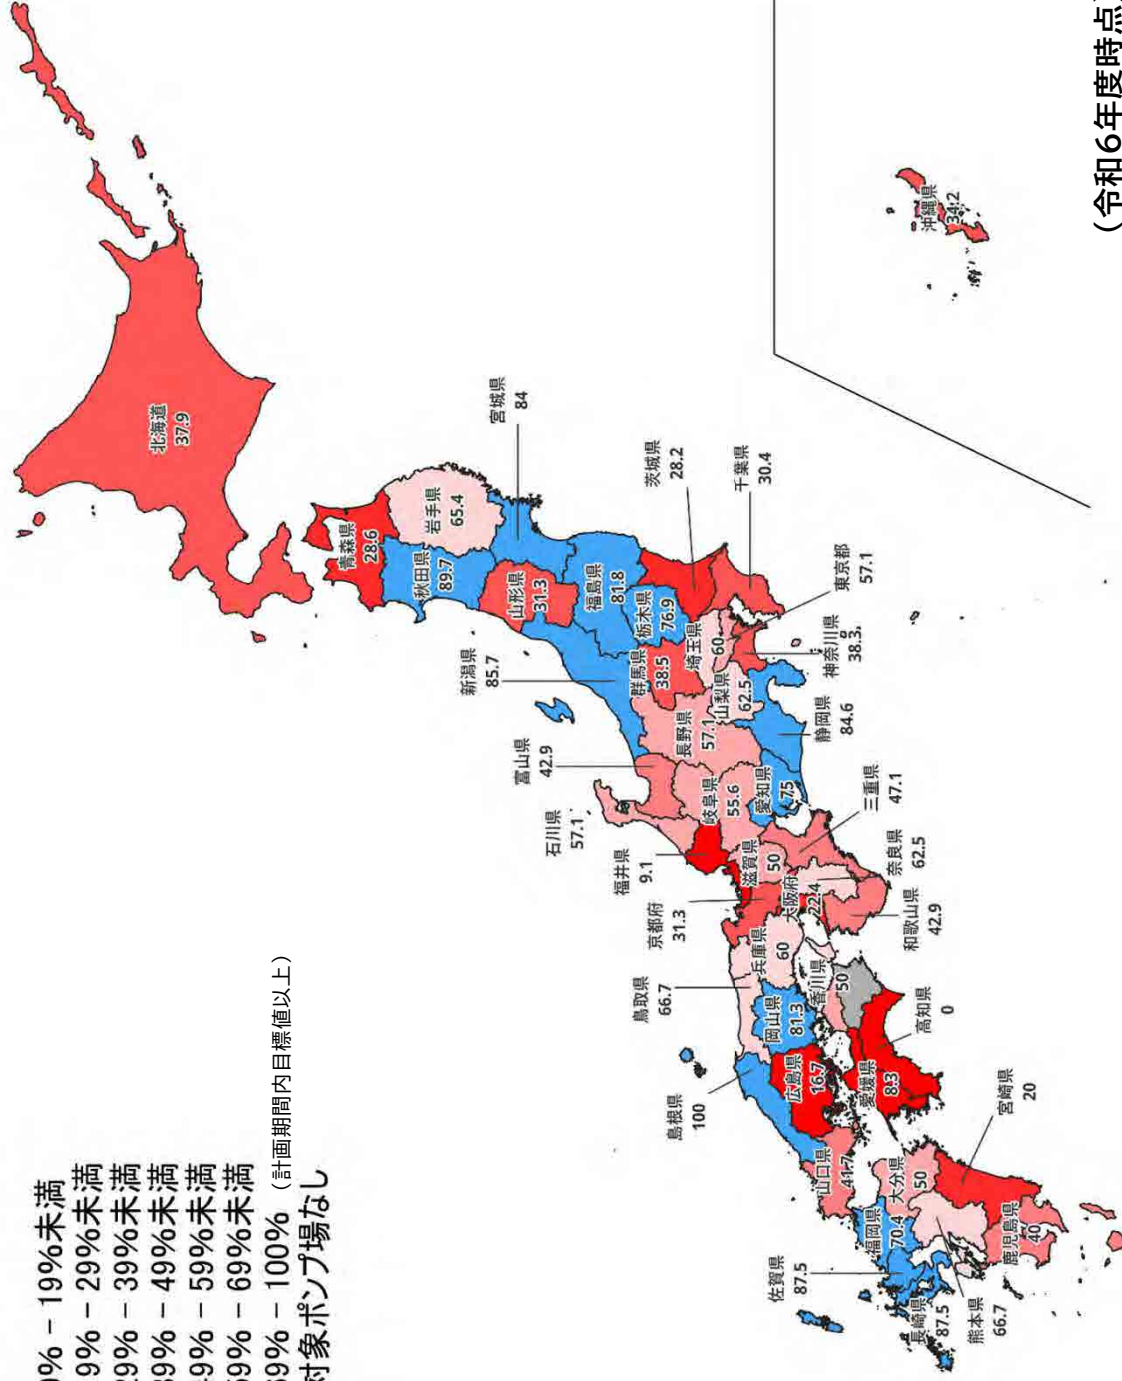 0% – 19%未満
9% – 29%未満
29% – 39%未満
39% – 49%未満
49% – 59%未満
59% – 69%未満
69% – 100% (計画期間内目標値以上)
対象ポンプ場なし
北海道
37.9
青森県
28.6
岩手県
65.4
秋田県
89.7
宮城県
84
山形県
31.3
福島県
81.8
新潟県
85.7
栃木県
76.9
茨城県
28.2
群馬県
38.5
埼玉県
60
千葉県
30.4
東京都
57.1
神奈川県
38.3
山梨県
62.5
長野県
57.1
静岡県
84.6
富山県
42.9
石川県
57.1
岐阜県
55.6
愛知県
75
三重県
47.1
福井県
9.1
滋賀県
50
京都府
31.3
大阪府
22.4
奈良県
62.5
和歌山県
42.9
兵庫県
60
鳥取県
66.7
岡山県
81.3
島根県
100
広島県
16.7
山口県
41.7
香川県
50
高知県
0
愛媛県
8.3
福岡県
70.4
佐賀県
87.5
長崎県
87.5
大分県
50
熊本県
66.7
宮崎県
20
鹿児島県
40
沖縄県
34.2
(令和6年度時点